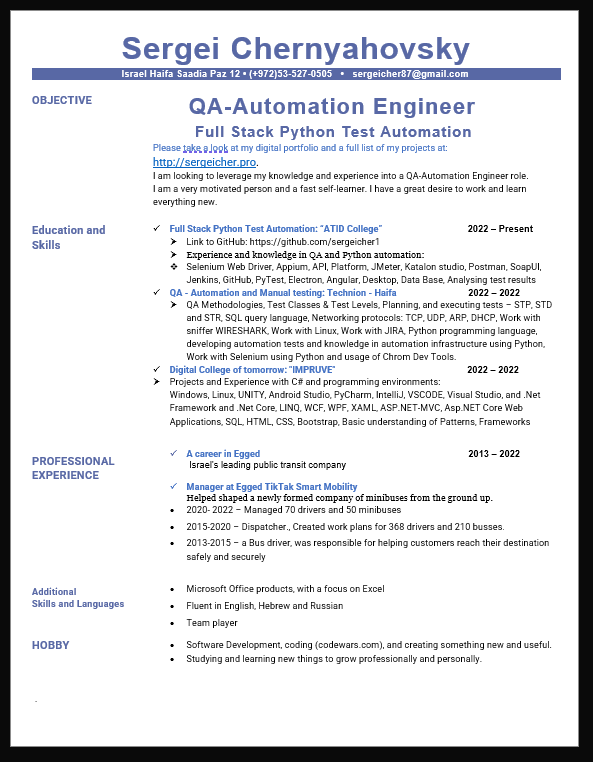 Sergei Chernyahovsky
Israel Haifa Saadia Paz 12 • (+972)53-527-0505 • sergeicher87@gmail.com
OBJECTIVE
QA-Automation Engineer
Full Stack Python Test Automation
Please take a look at my digital portfolio and a full list of my projects at:
http://sergeicher.pro.
I am looking to leverage my knowledge and experience into a QA-Automation Engineer role.
I am a very motivated person and a fast self-learner. I have a great desire to work and learn
everything new.
Education and
Skills
✓ Full Stack Python Test Automation: "ATID College" 2022 – Present
➤ Link to GitHub: https://github.com/sergeicher1
➤ Experience and knowledge in QA and Python automation:
❖ Selenium Web Driver, Appium, API, Platform, JMeter, Katalon studio, Postman, SoapUI,
Jenkins, GitHub, PyTest, Electron, Angular, Desktop, Data Base, Analysing test results
✓ QA - Automation and Manual testing: Technion - Haifa 2022 – 2022
➤ QA Methodologies, Test Classes & Test Levels, Planning, and executing tests – STP, STD
and STR, SQL query language, Networking protocols: TCP, UDP, ARP, DHCP, Work with
sniffer WIRESHARK, Work with Linux, Work with JIRA, Python programming language,
developing automation tests and knowledge in automation infrastructure using Python,
Work with Selenium using Python and usage of Chrom Dev Tools.
✓ Digital College of tomorrow: "IMPRUVE" 2022 – 2022
➤ Projects and Experience with C# and programming environments:
Windows, Linux, UNITY, Android Studio, PyCharm, IntelliJ, VSCODE, Visual Studio, and .Net
Framework and .Net Core, LINQ, WCF, WPF, XAML, ASP.NET-MVC, Asp.NET Core Web
Applications, SQL, HTML, CSS, Bootstrap, Basic understanding of Patterns, Frameworks
PROFESSIONAL
EXPERIENCE
✓ A career in Egged 2013 – 2022
Israel's leading public transit company
✓ Manager at Egged TikTak Smart Mobility
Helped shaped a newly formed company of minibuses from the ground up.
• 2020- 2022 – Managed 70 drivers and 50 minibuses
• 2015-2020 – Dispatcher., Created work plans for 368 drivers and 210 busses.
• 2013-2015 – a Bus driver, was responsible for helping customers reach their destination
safely and securely
Additional
Skills and Languages
• Microsoft Office products, with a focus on Excel
• Fluent in English, Hebrew and Russian
• Team player
HOBBY
• Software Development, coding (codewars.com), and creating something new and useful.
• Studying and learning new things to grow professionally and personally.
.